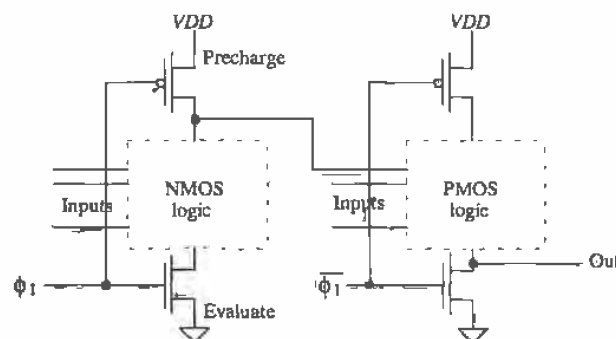 VDD
VDD
Precharge
NMOS
logic
PMOS
logic
Inputs
Inputs
Out
ϕ1
ϕ1
Evaluate